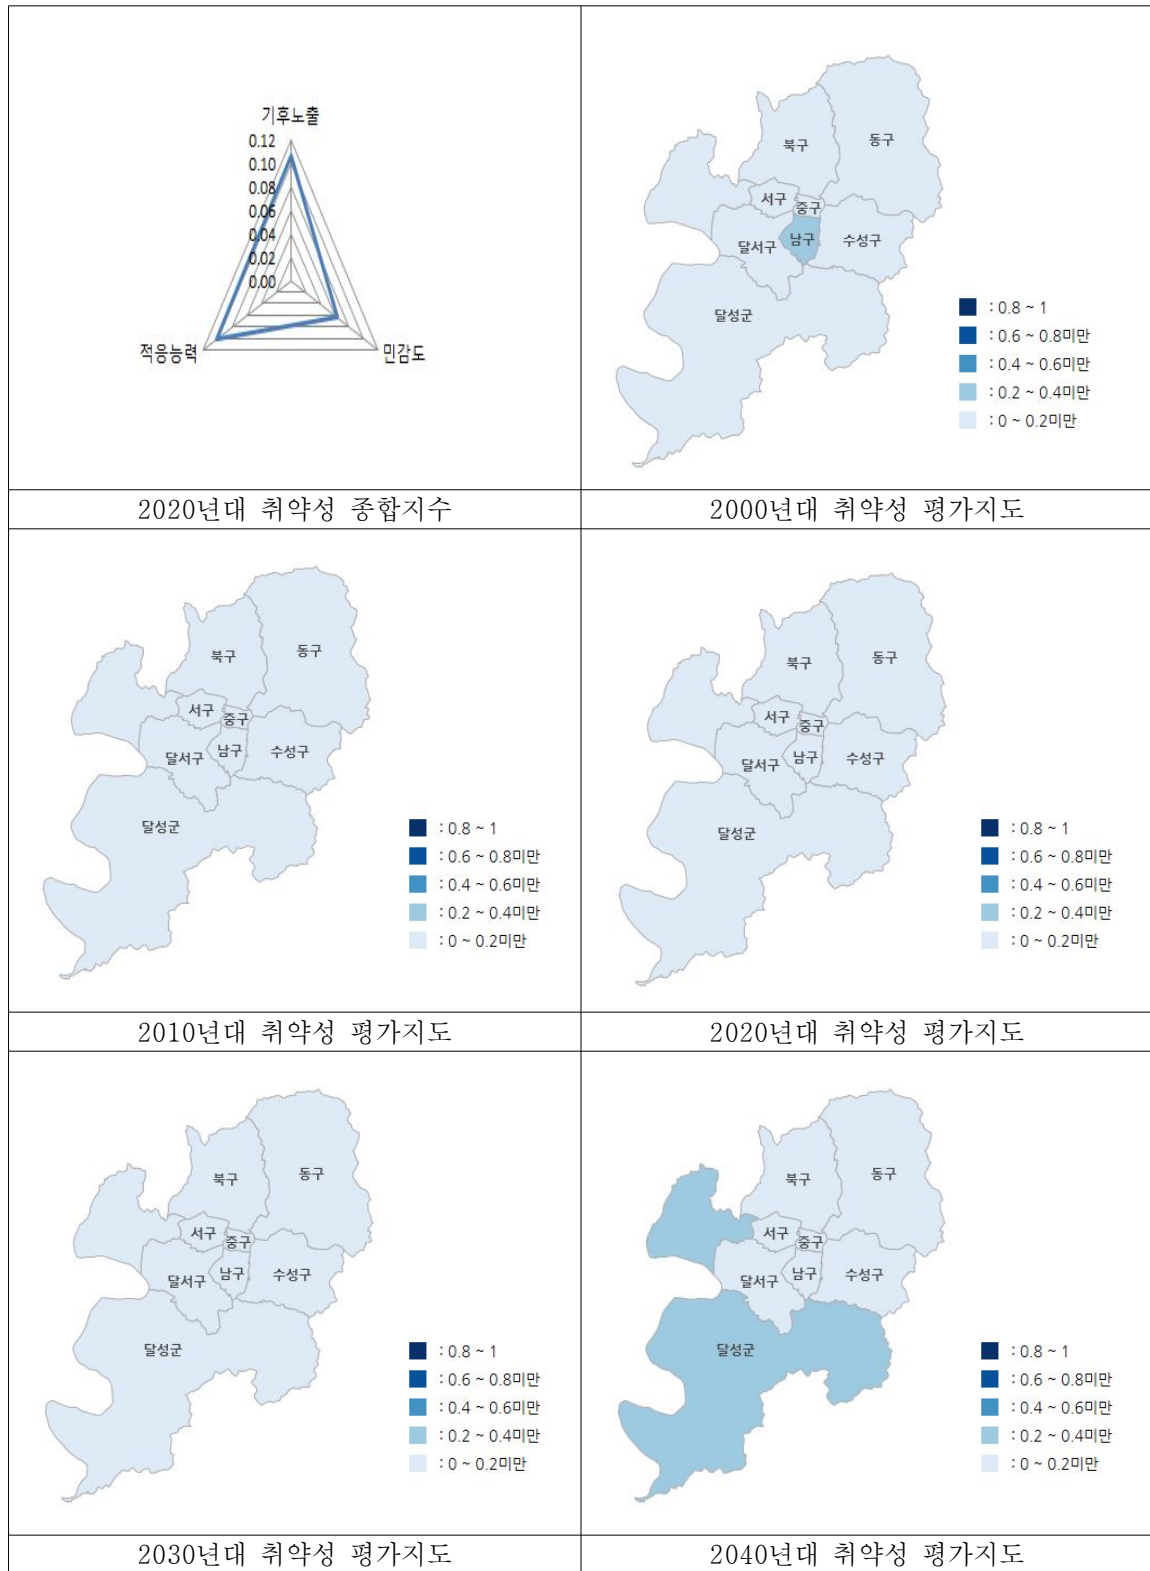 기후노출
0.12
0.10
0.08
0.06
0.04
0.02
0.00
적응능력
민감도
2020년대 취약성 종합지수
북구
동구
서구
중구
달서구
남구
수성구
달성군
: 0.8 ~ 1
: 0.6 ~ 0.8미만
: 0.4 ~ 0.6미만
: 0.2 ~ 0.4미만
: 0 ~ 0.2미만
2000년대 취약성 평가지도
북구
동구
서구
중구
달서구
남구
수성구
달성군
: 0.8 ~ 1
: 0.6 ~ 0.8미만
: 0.4 ~ 0.6미만
: 0.2 ~ 0.4미만
: 0 ~ 0.2미만
2010년대 취약성 평가지도
북구
동구
서구
중구
달서구
남구
수성구
달성군
: 0.8 ~ 1
: 0.6 ~ 0.8미만
: 0.4 ~ 0.6미만
: 0.2 ~ 0.4미만
: 0 ~ 0.2미만
2020년대 취약성 평가지도
북구
동구
서구
중구
달서구
남구
수성구
달성군
: 0.8 ~ 1
: 0.6 ~ 0.8미만
: 0.4 ~ 0.6미만
: 0.2 ~ 0.4미만
: 0 ~ 0.2미만
2030년대 취약성 평가지도
북구
동구
서구
중구
달서구
남구
수성구
달성군
: 0.8 ~ 1
: 0.6 ~ 0.8미만
: 0.4 ~ 0.6미만
: 0.2 ~ 0.4미만
: 0 ~ 0.2미만
2040년대 취약성 평가지도